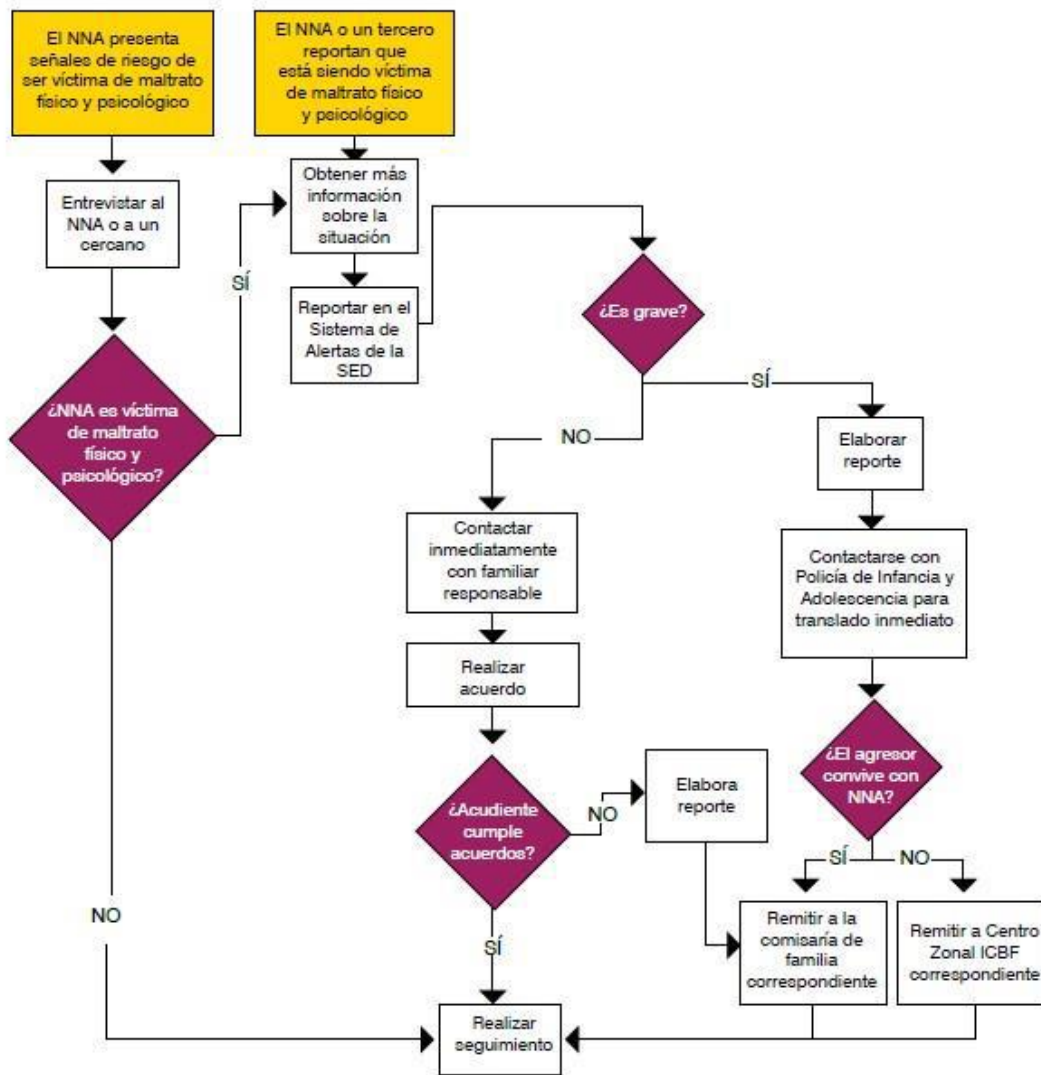 El NNA presenta
señales de riesgo de
ser víctima de maltrato
físico y psicológico
El NNA o un tercero
reportan que
está siendo víctima
de maltrato físico
y psicológico
Entrevistar al
NNA o a un
cercano
SÍ
Obtener más
información
sobre la
situación
Reportar en el
Sistema de
Alertas de la
SED
¿Es grave?
¿NNA es víctima
de maltrato
físico y
psicológico?
SÍ
NO
Elaborar
reporte
Contactar
inmediatamente
con familiar
responsable
Contactarse con
Policía de Infancia y
Adolescencia para
translado inmediato
Realizar
acuerdo
¿El agresor
convive con
NNA?
¿Acudiente
cumple
acuerdos?
NO
Elabora
reporte
SÍ
NO
NO
SÍ
Remitir a la
comisaría de
familia
correspondiente
Remitir a Centro
Zonal ICBF
correspondiente
Realizar
seguimiento